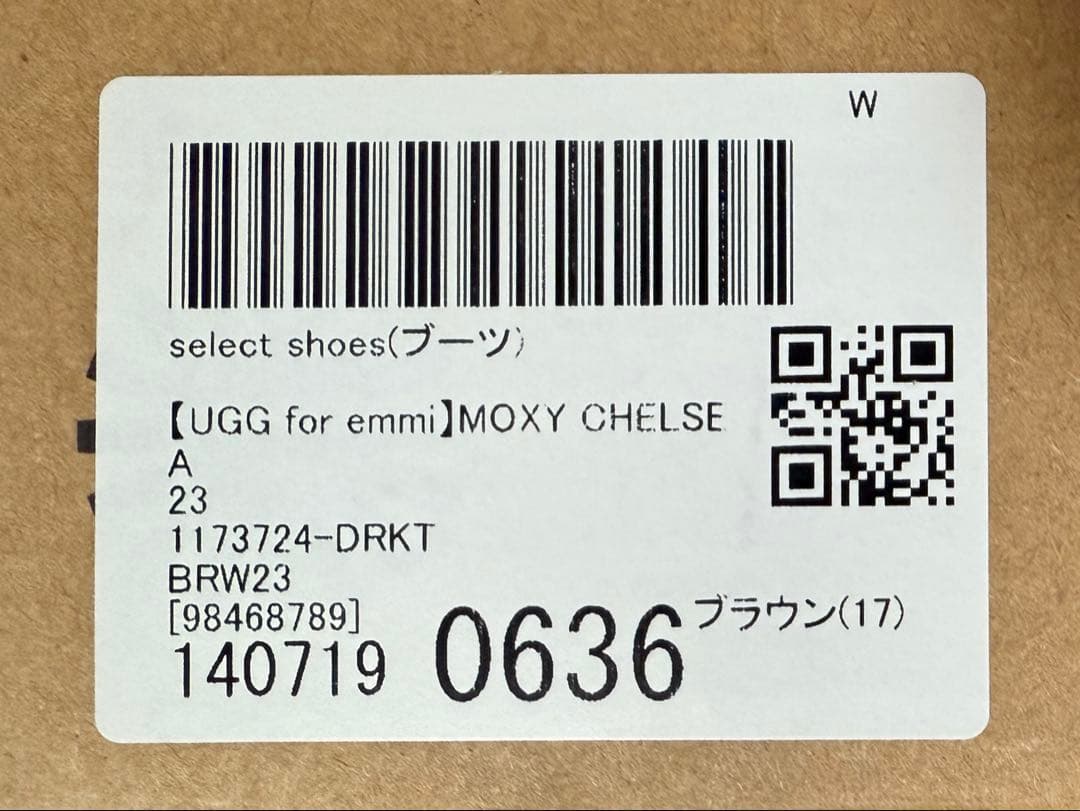 W
select shoes(ブーツ)
【UGG for emmi】MOXY CHELSE
A
23
1173724-DRKT
BRW23
[98468789]
140719 0636 ブラウン(17)